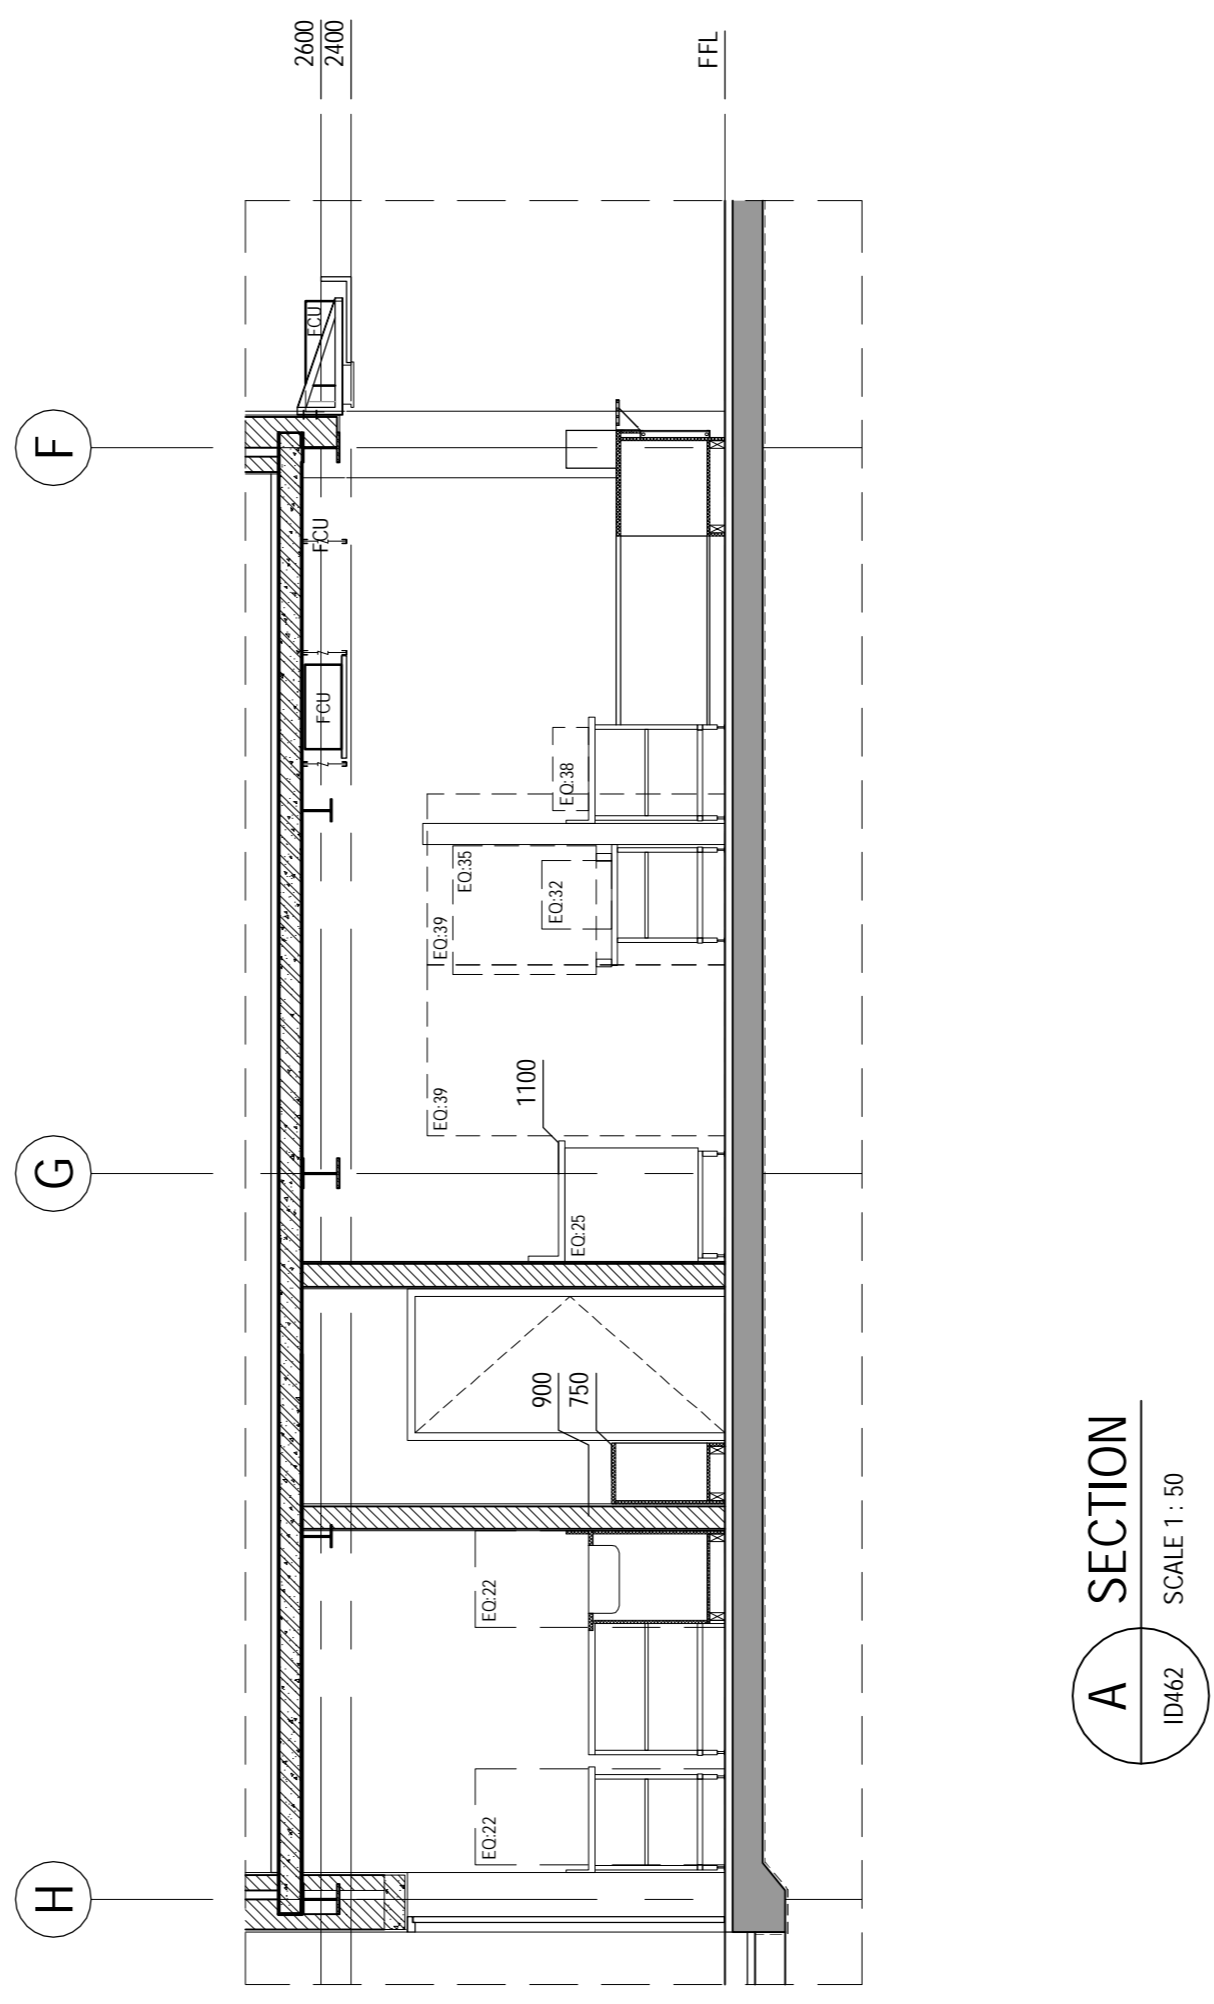 2600
2400
FFL
F
G
H
FCU
FCU
FCU
EQ:38
EQ:35
EQ:32
EQ:39
EQ:39
1100
EQ:25
900
750
EQ:22
EQ:22
A SECTION
ID462 SCALE 1 : 50